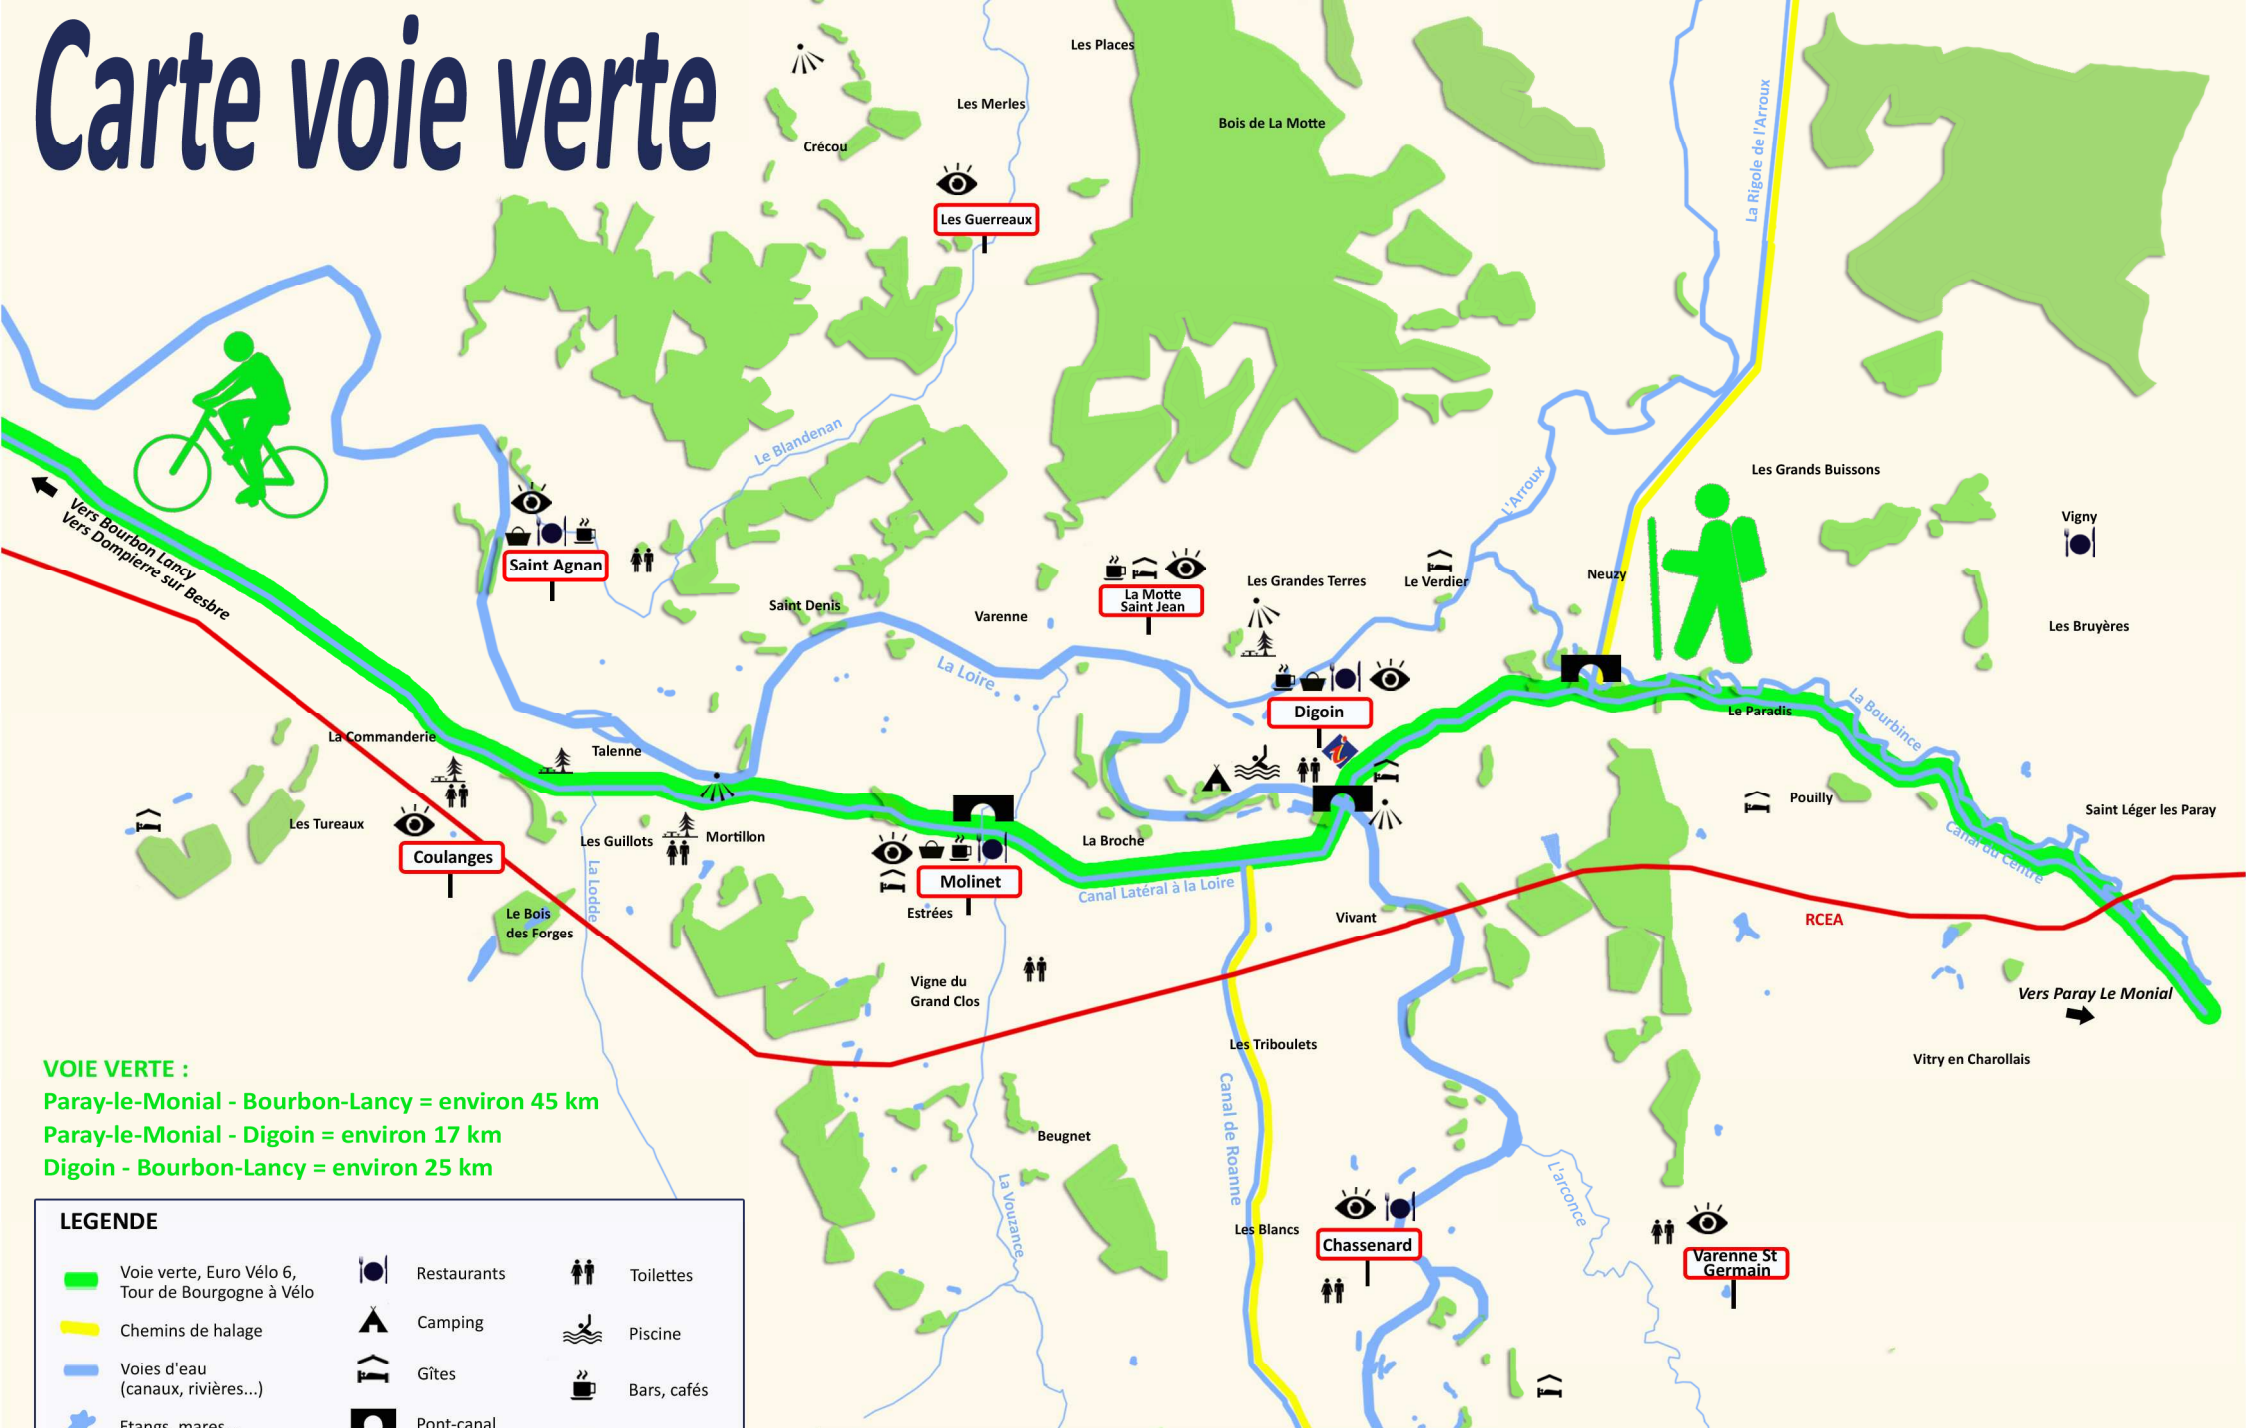 Carte voie verte
Les Places
Les Merles
Bois de La Motte
Crécou
Les Guerreaux
La Rigole de l'Arroux
Le Blandenan
L'Arroux
Les Grands Buissons
Vigny
Vers Bourbon Lancy
Vers Dompierre sur Besbre
Saint Agnan
Saint Denis
Varenne
La Motte
Saint Jean
Les Grandes Terres
Le Verdier
Neuzy
Les Bruyères
La Loire
Digoin
i
Le Paradis
La Bourbince
La Commanderie
Talenne
Les Tureaux
Coulanges
Les Guillots
Mortillon
La Lodde
Molinet
Estrées
La Broche
Canal Latéral à la Loire
Pouilly
Saint Léger les Paray
Canal du Centre
Le Bois
des Forges
Vivant
RCEA
Vigne du
Grand Clos
Vers Paray Le Monial
Les Triboulets
Vitry en Charollais
Canal de Roanne
Beugnet
La Vouzance
L'arconce
Les Blancs
Chassenard
Varenne St
Germain
VOIE VERTE :
Paray-le-Monial - Bourbon-Lancy = environ 45 km
Paray-le-Monial - Digoin = environ 17 km
Digoin - Bourbon-Lancy = environ 25 km
LEGENDE
Voie verte, Euro Vélo 6,
Tour de Bourgogne à Vélo
Chemins de halage
Voies d'eau
(canaux, rivières...)
Etangs, mares...
Restaurants
Camping
Gîtes
Pont-canal
Toilettes
Piscine
Bars, cafés